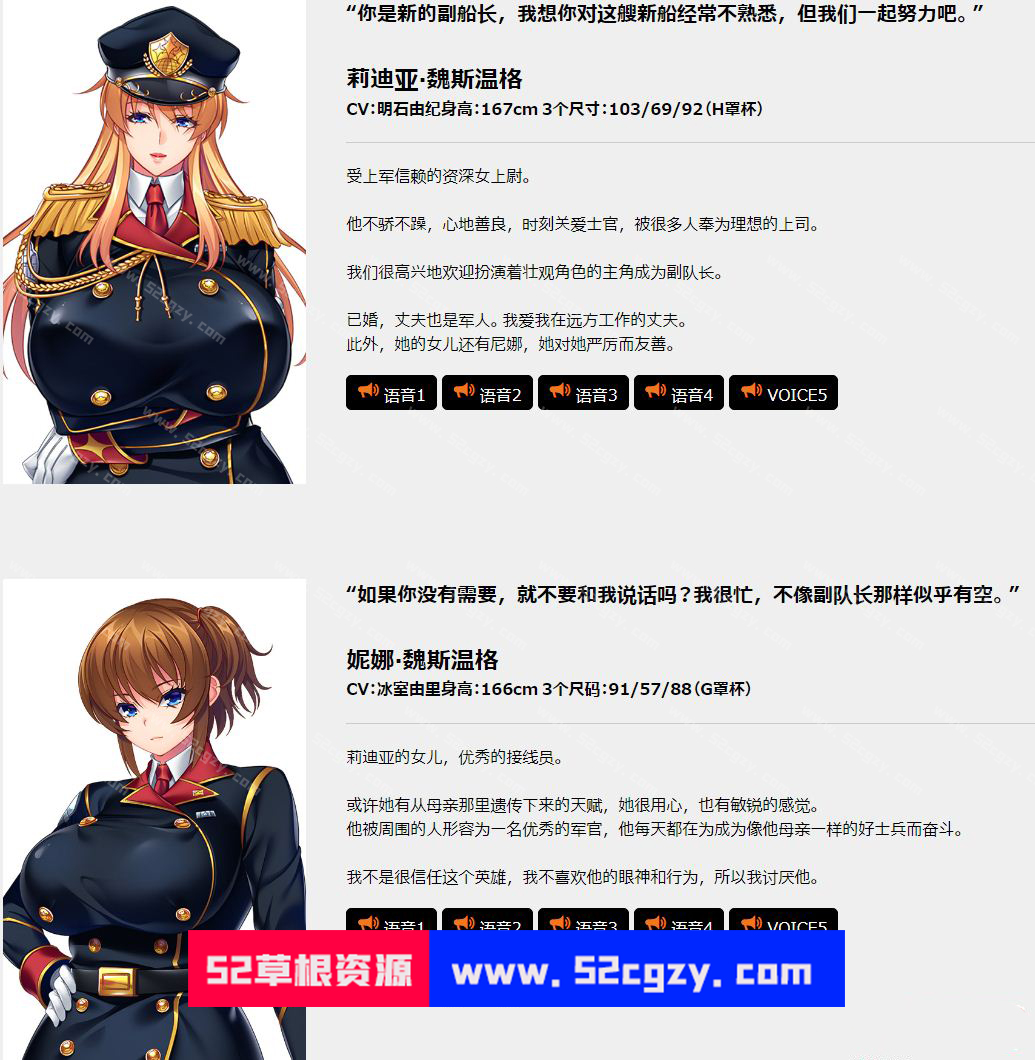 “你是新的副船长，我想你对这艘新船经常不熟悉，但我们一起努力吧。”
莉迪亚·魏斯温格
CV：明石由纪身高：167cm 3个尺寸：103/69/92（H罩杯）
受上军信赖的资深女上尉。
他不骄不躁，心地善良，时刻关爱士官，被很多人奉为理想的上司。
我们很高兴地欢迎扮演着壮观角色的主角成为副队长。
已婚，丈夫也是军人。我爱我在远方工作的丈夫。
此外，她的女儿还有尼娜，她对她严厉而友善。
语音1 语音2 语音3 语音4 VOICE5
“如果你没有需要，就不要和我说话吗？我很忙，不像副队长那样似乎有空。”
妮娜·魏斯温格
CV：冰室由里身高：166cm 3个尺码：91/57/88（G罩杯）
莉迪亚的女儿，优秀的接线员。
或许她有从母亲那里遗传下来的天赋，她很用心，也有敏锐的感觉。
他被周围的人形容为一名优秀的军官，他每天都在为成为像他母亲一样的好士兵而奋斗。
我不是很信任这个英雄，我不喜欢他的眼神和行为，所以我讨厌他。
语音1 语音2 语音3 语音4 VOICE5
52草根资源 www.52cgzy.com